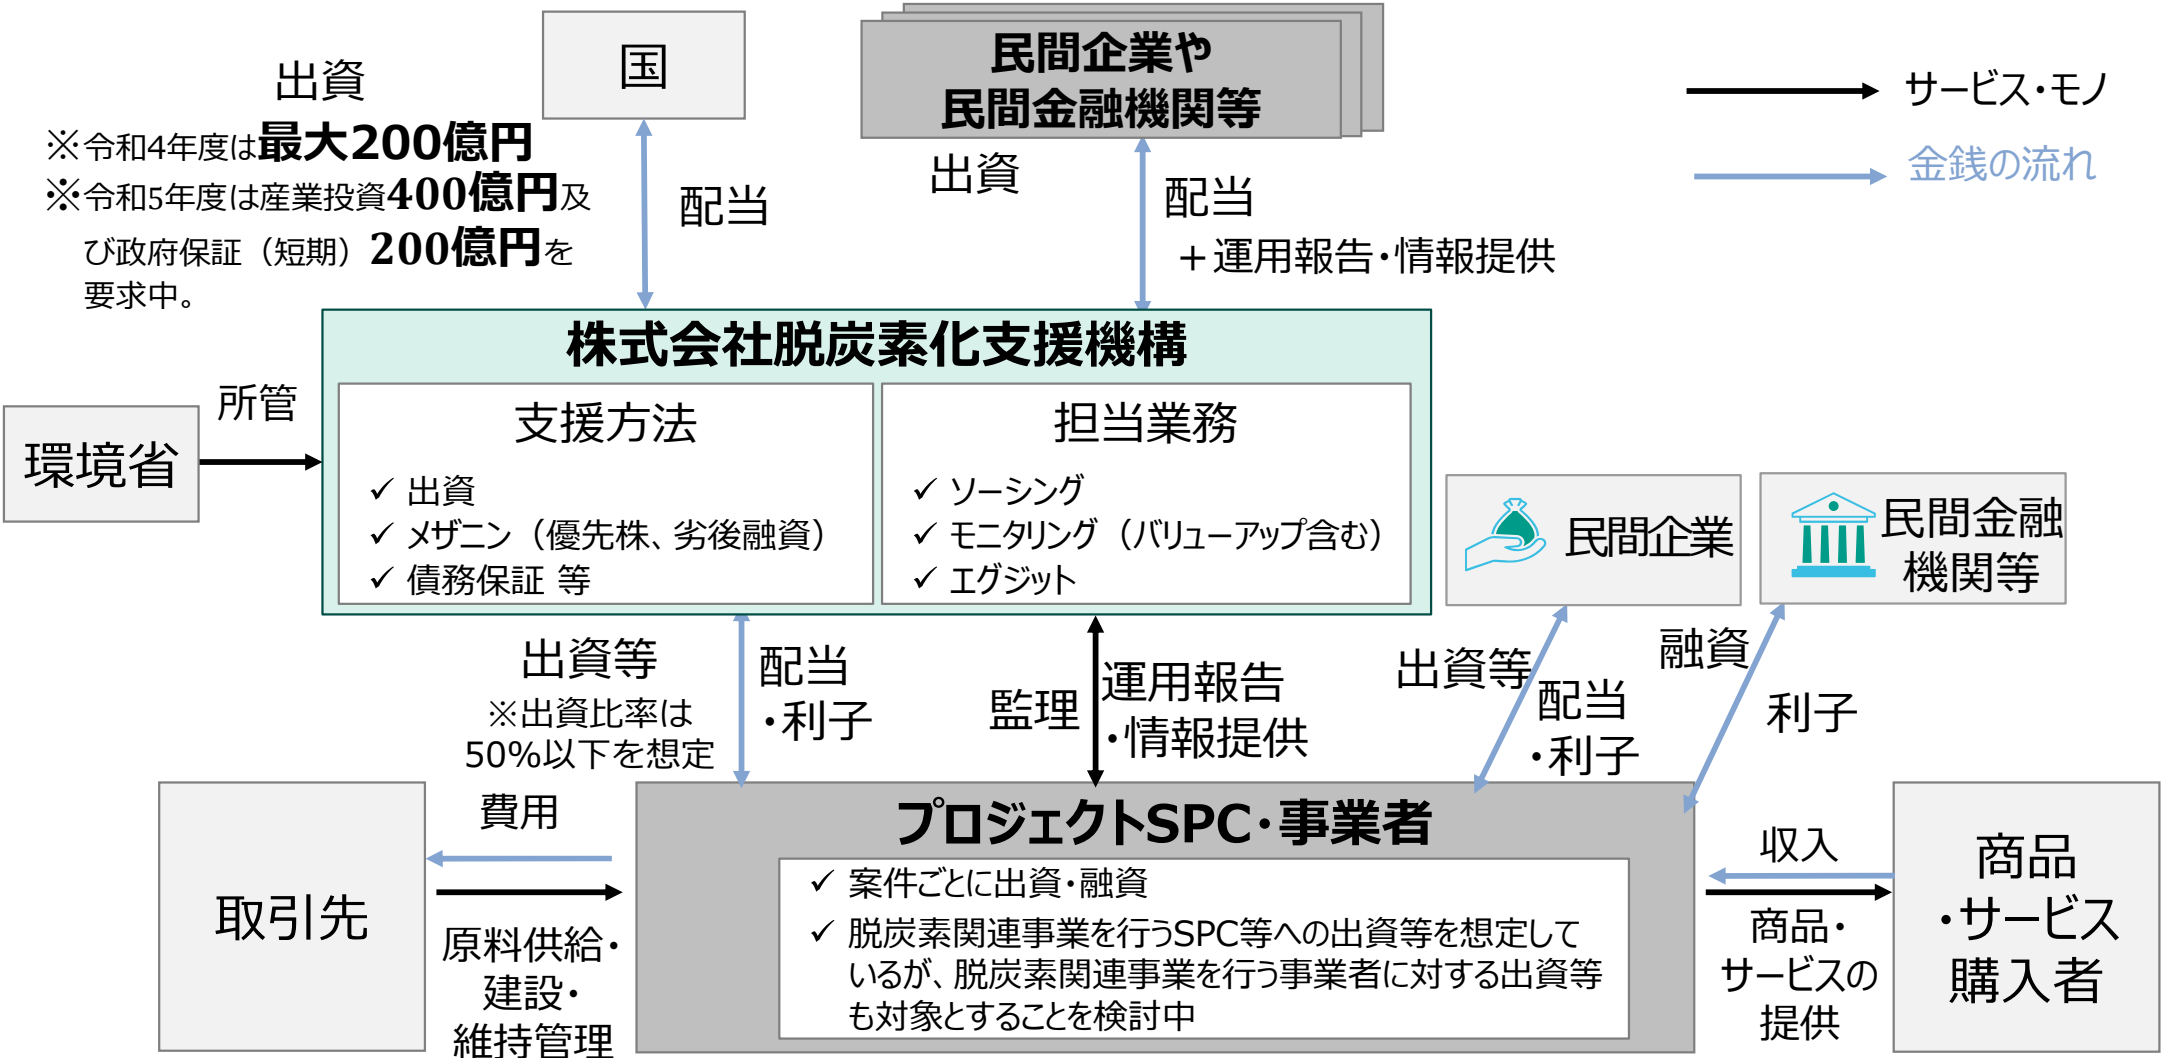 国
民間企業や
民間金融機関等
サービス・モノ
金銭の流れ
出資
※令和4年度は最大200億円
※令和5年度は産業投資400億円及
び政府保証（短期）200億円を
要求中。
配当
出資
配当
＋運用報告・情報提供
株式会社脱炭素化支援機構
所管
環境省
支援方法
✓ 出資
✓ メザニン（優先株、劣後融資）
✓ 債務保証 等
担当業務
✓ ソーシング
✓ モニタリング（バリューアップ含む）
✓ エグジット
民間企業
民間金融
機関等
出資等
※出資比率は
50%以下を想定
配当
・利子
監理
運用報告
・情報提供
出資等
配当
・利子
融資
利子
取引先
費用
原料供給・
建設・
維持管理
プロジェクトSPC・事業者
✓ 案件ごとに出資・融資
✓ 脱炭素関連事業を行うSPC等への出資等を想定して
いるが、脱炭素関連事業を行う事業者に対する出資等
も対象とすることを検討中
収入
商品・
サービスの
提供
商品
・サービス
購入者